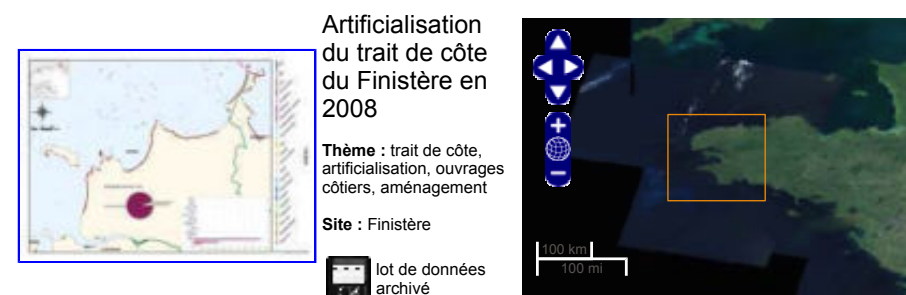 Artificialisation
du trait de côte
du Finistère en
2008
Thème : trait de côte,
artificialisation, ouvrages
côtiers, aménagement
Site : Finistère
lot de données
archivé
100 km
100 mi